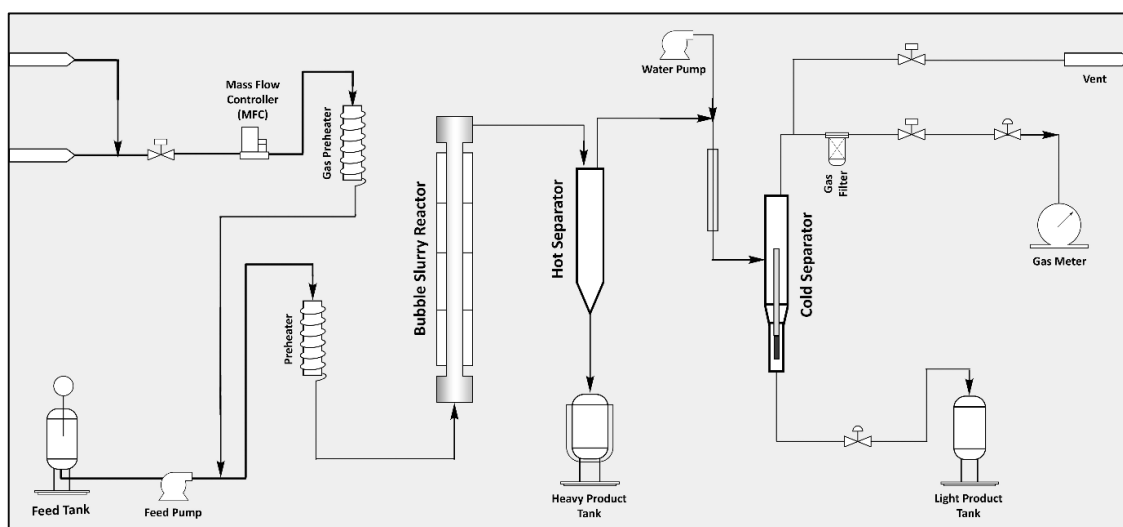 Water Pump
Vent
Mass Flow
Controller
(MFC)
Gas Preheater
Gas
Filter
Bubble Slurry Reactor
Hot Separator
Cold Separator
Gas Meter
Preheater
Feed Tank
Feed Pump
Heavy Product
Tank
Light Product
Tank